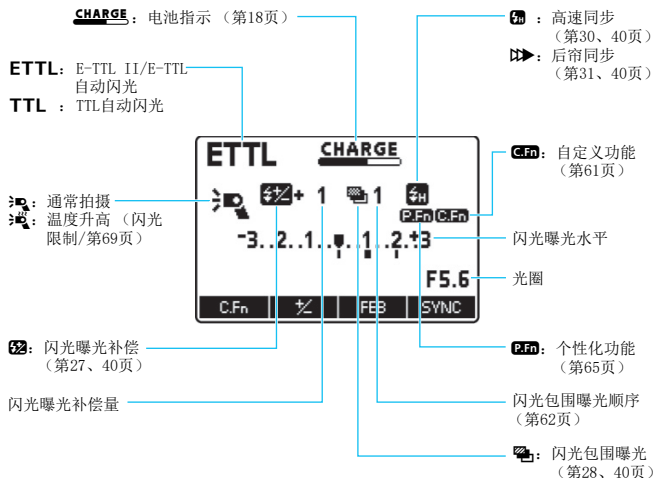 CHARGE：电池指示 （第18页）
ETTL：E-TTL II/E-TTL
自动闪光
TTL ：TTL自动闪光
：通常拍摄
：温度升高 （闪光
限制/第69页）
：闪光曝光补偿
（第27、40页）
闪光曝光补偿量
ETTL CHARGE
+ 1 1 H
P.Fn C.Fn
-3..2..1.. ..1..2.+3
F5.6
C.Fn +/- FEB SYNC
H ：高速同步
（第30、40页）
：后帘同步
（第31、40页）
C.Fn：自定义功能
（第61页）
闪光曝光水平
光圈
P.Fn：个性化功能
（第65页）
闪光包围曝光顺序
（第62页）
：闪光包围曝光
（第28、40页）